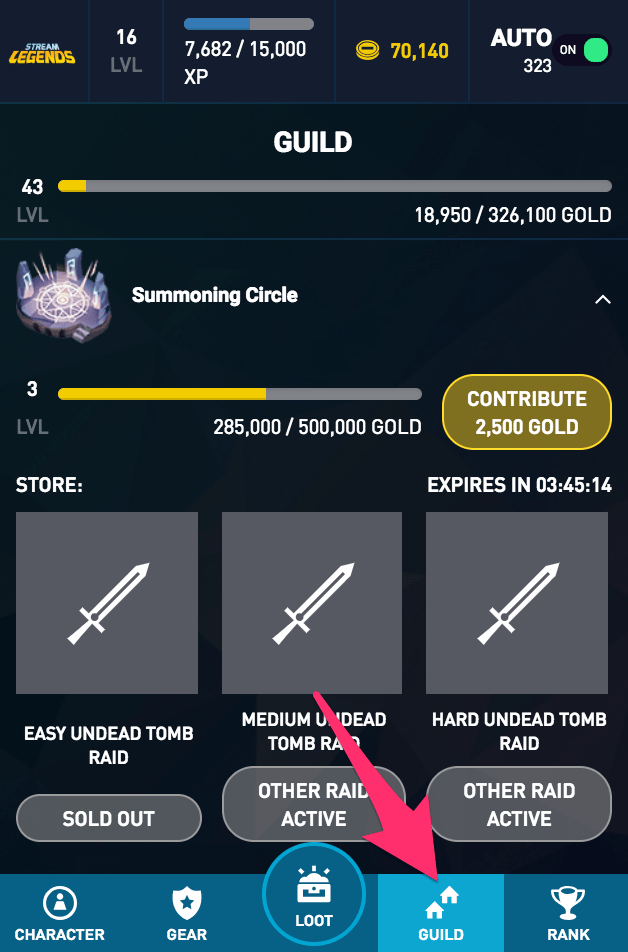 STREAM
LEGENDS
16
LVL
7,682 / 15,000
XP
70,140
AUTO
323
ON
GUILD
43
LVL
18,950 / 326,100 GOLD
Summoning Circle
3
LVL
285,000 / 500,000 GOLD
CONTRIBUTE
2,500 GOLD
STORE:
EXPIRES IN 03:45:14
EASY UNDEAD TOMB
RAID
SOLD OUT
MEDIUM UNDEAD
TOMB RAID
OTHER RAID
ACTIVE
HARD UNDEAD TOMB
RAID
OTHER RAID
ACTIVE
CHARACTER
GEAR
LOOT
GUILD
RANK